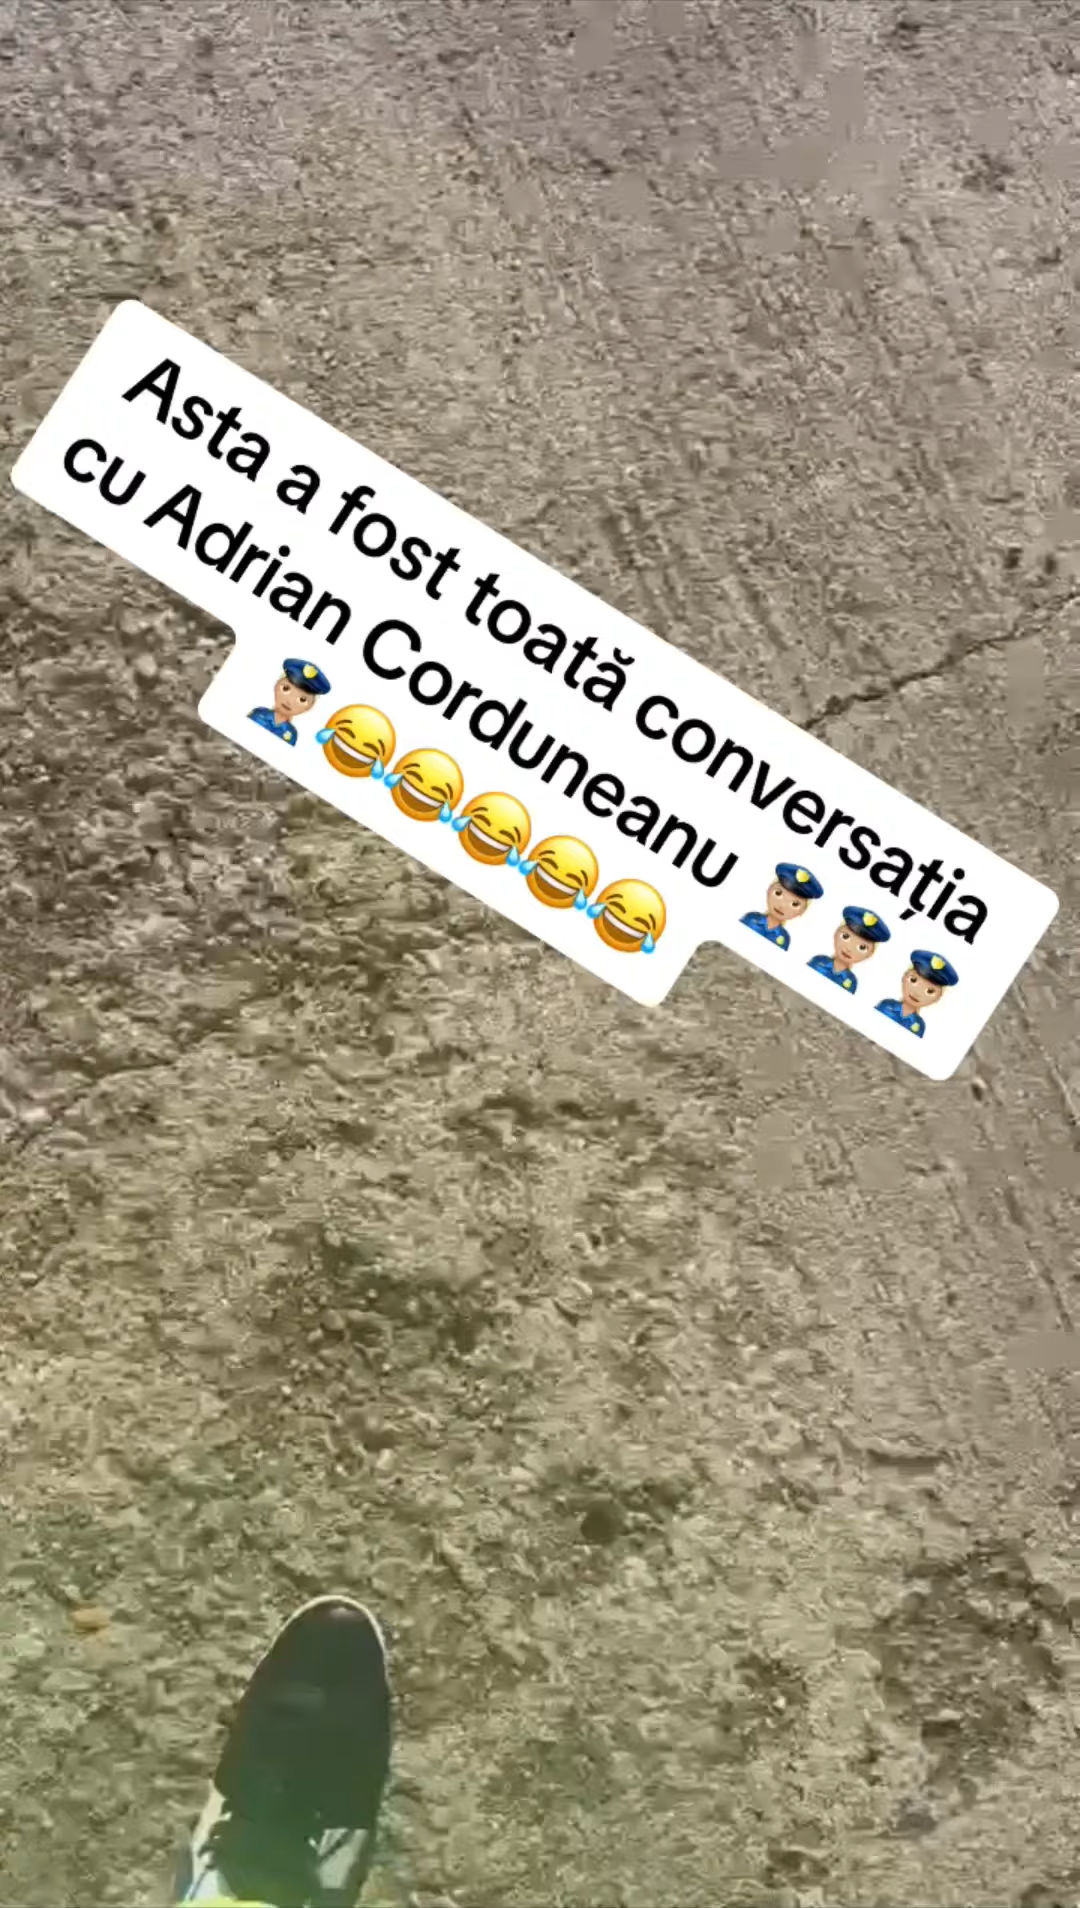 Asta a fost toată conversația
cu Adrian Corduneanu 👮🏼👮🏼👮🏼
👮🏼😂😂😂😂😂